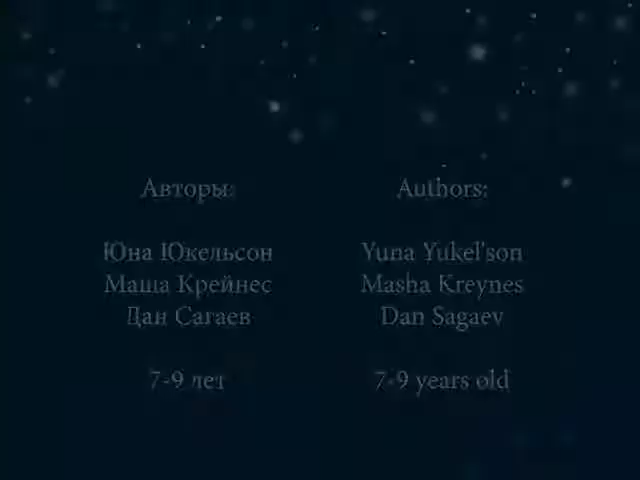 Авторы:
Юна Юкельсон
Маша Крейнес
Дан Сагаев
7-9 лет
Authors:
Yuna Yukel'son
Masha Kreynes
Dan Sagaev
7-9 years old